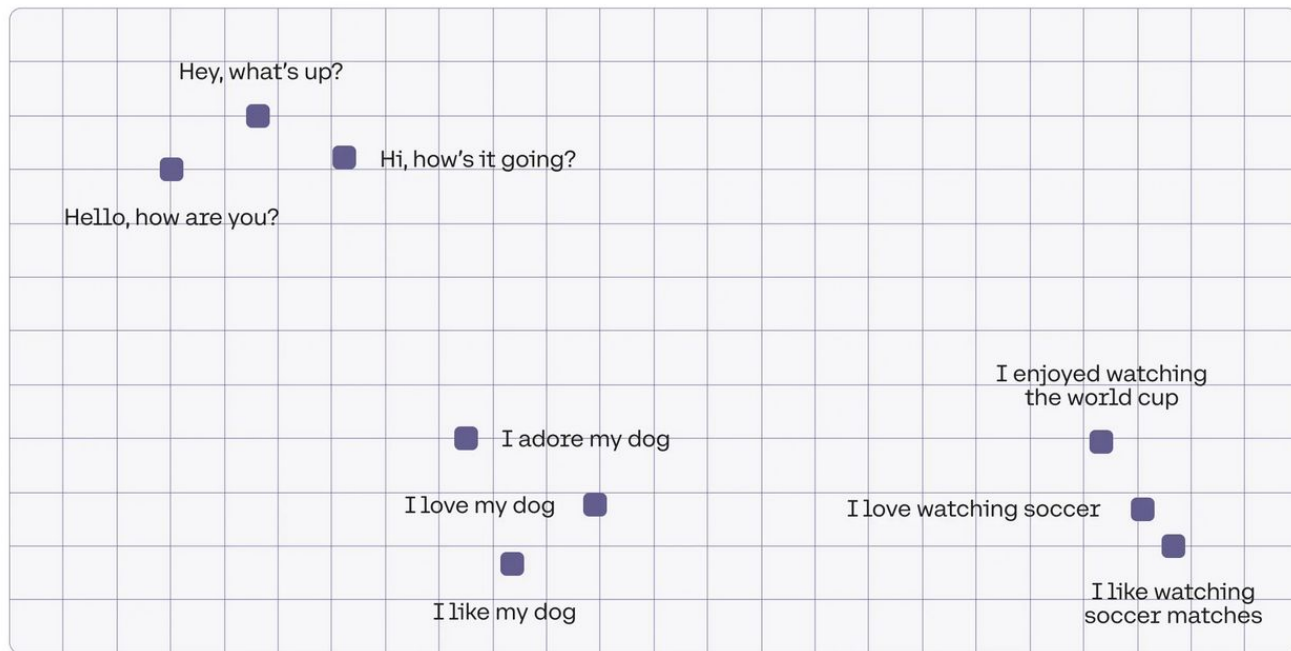 Hey, what's up?
Hi, how's it going?
Hello, how are you?
I enjoyed watching
the world cup
I adore my dog
I love my dog
I love watching soccer
I like my dog
I like watching
soccer matches